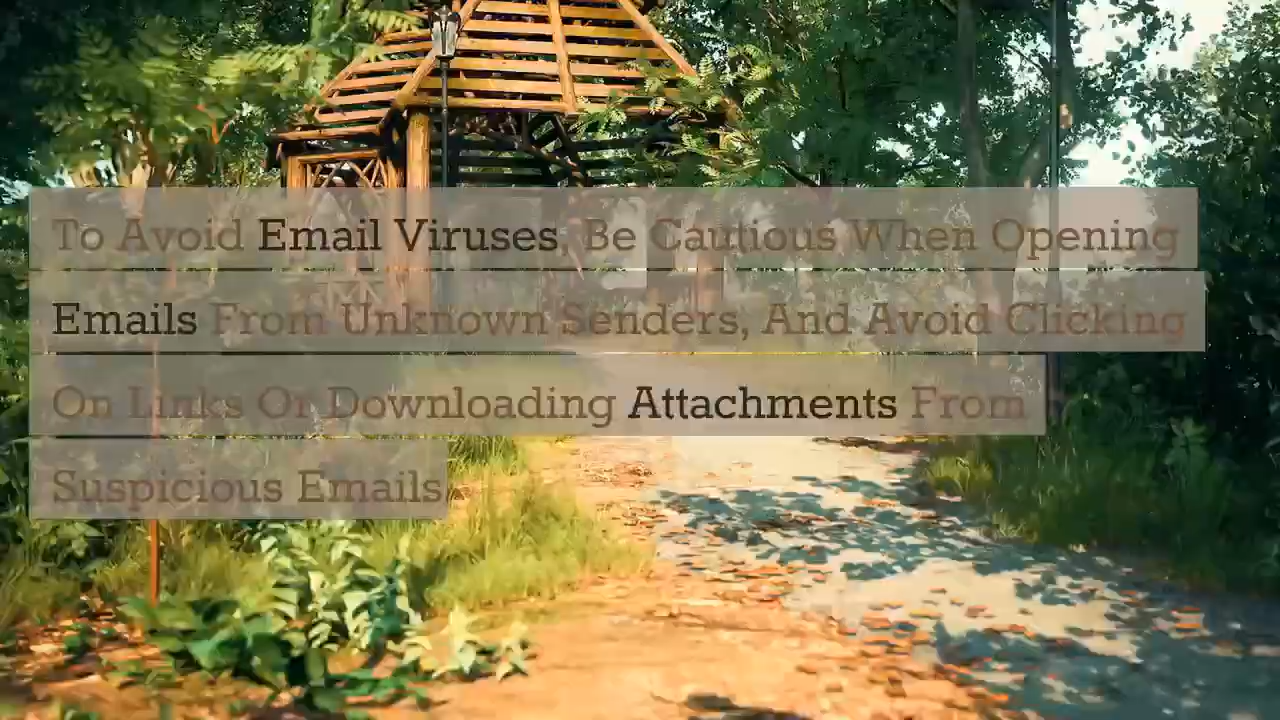 To Avoid Email Viruses, Be Cautious When Opening
Emails From Unknown Senders, And Avoid Clicking
On Links Or Downloading Attachments From
Suspicious Emails.